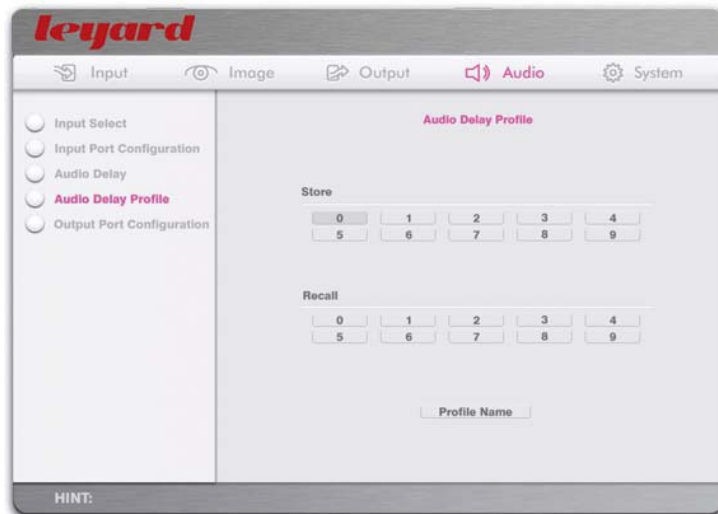 leyard
Input Image Output Audio System
Input Select
Input Port Configuration
Audio Delay
Audio Delay Profile
Output Port Configuration
Audio Delay Profile
Store
0 1 2 3 4
5 6 7 8 9
Recall
0 1 2 3 4
5 6 7 8 9
Profile Name
HINT: